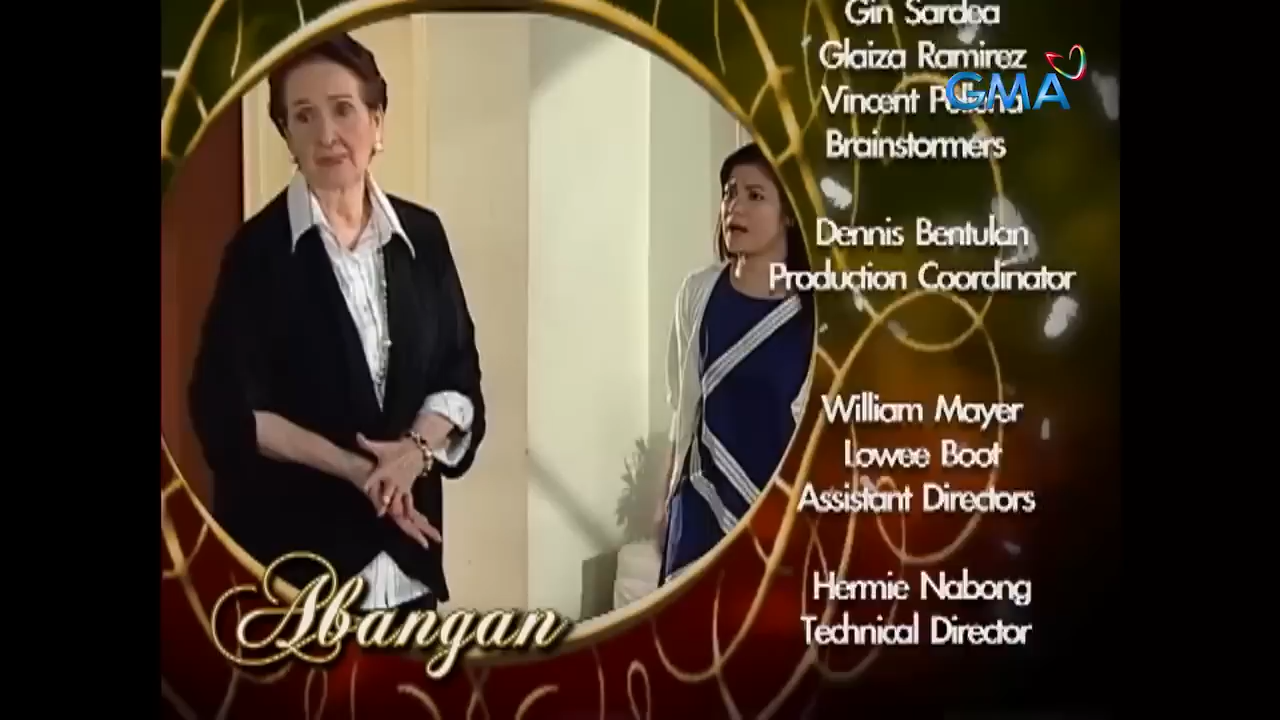 Gin Sardea
Glaiza Ramirez
GMA
Vincent
Brainstormers
Dennis Bentulan
Production Coordinator
William Mayer
Lowee Boot
Assistant Directors
Hermie Nabong
Technical Director
Abangan